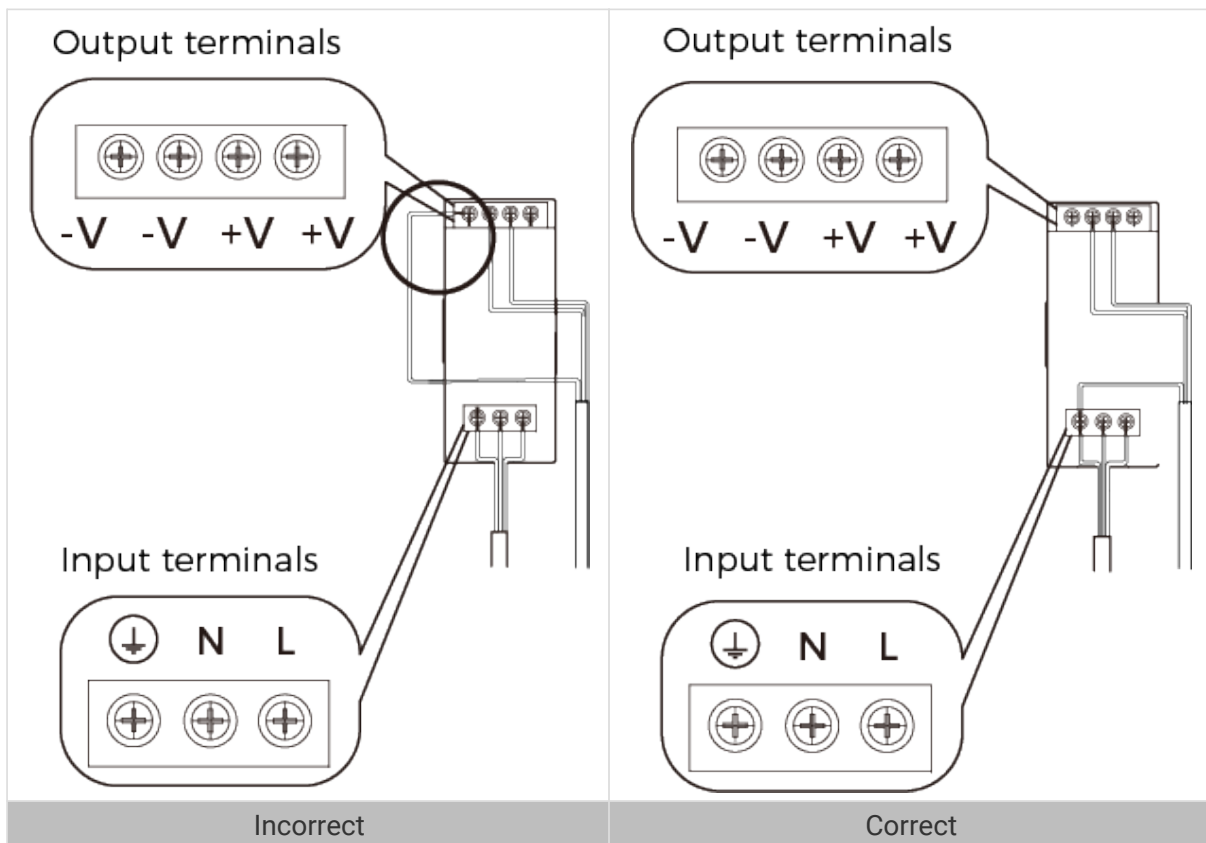 Output terminals
-V -V +V +V
Input terminals
N L
Incorrect
Output terminals
-V -V +V +V
Input terminals
N L
Correct